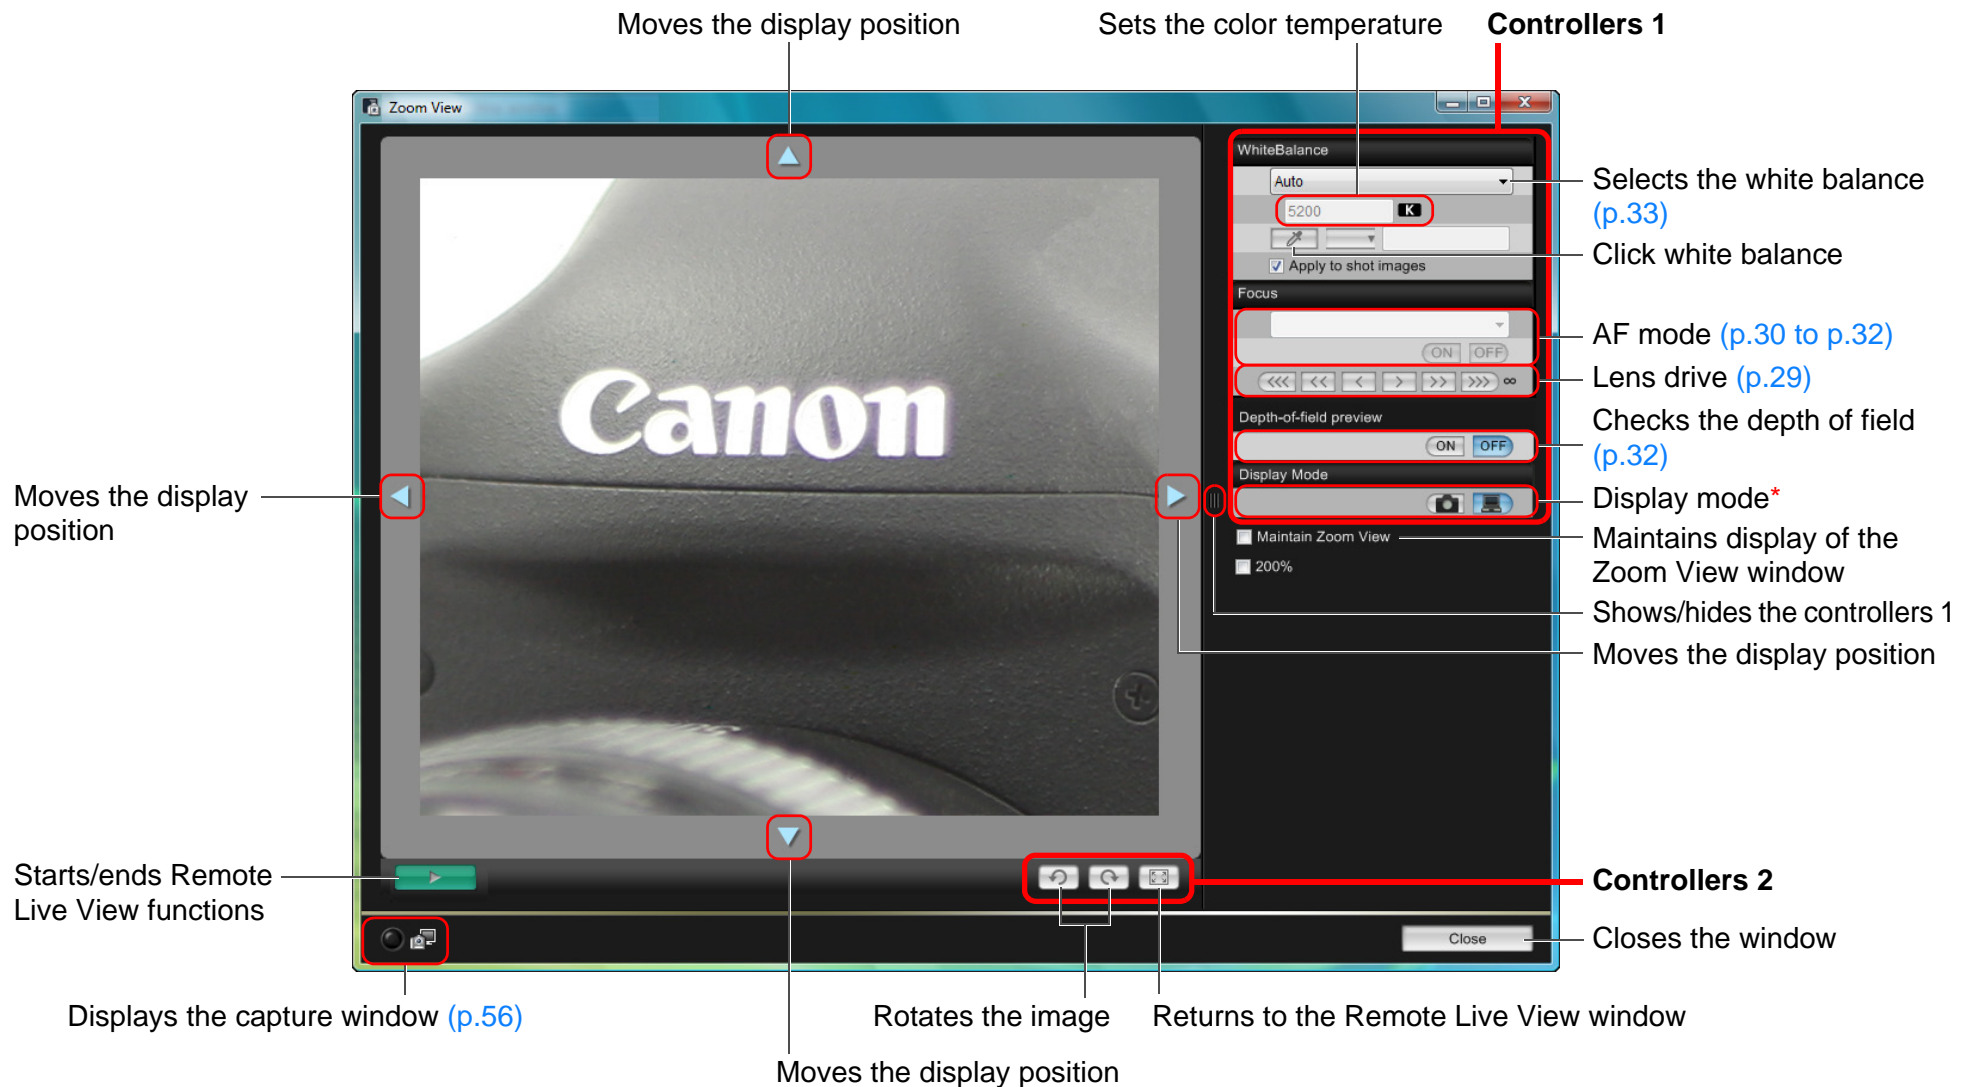 Moves the display position
Sets the color temperature
Controllers 1
Zoom View
WhiteBalance
Auto
5200 K
Apply to shot images
Focus
ON OFF
∞
Depth-of-field preview
ON OFF
Display Mode
Maintain Zoom View
200%
Selects the white balance
(p.33)
Click white balance
AF mode (p.30 to p.32)
Lens drive (p.29)
Checks the depth of field
(p.32)
Display mode*
Maintains display of the
Zoom View window
Shows/hides the controllers 1
Moves the display position
Canon
Moves the display
position
Starts/ends Remote
Live View functions
Controllers 2
Close
Closes the window
Displays the capture window (p.56)
Rotates the image
Returns to the Remote Live View window
Moves the display position